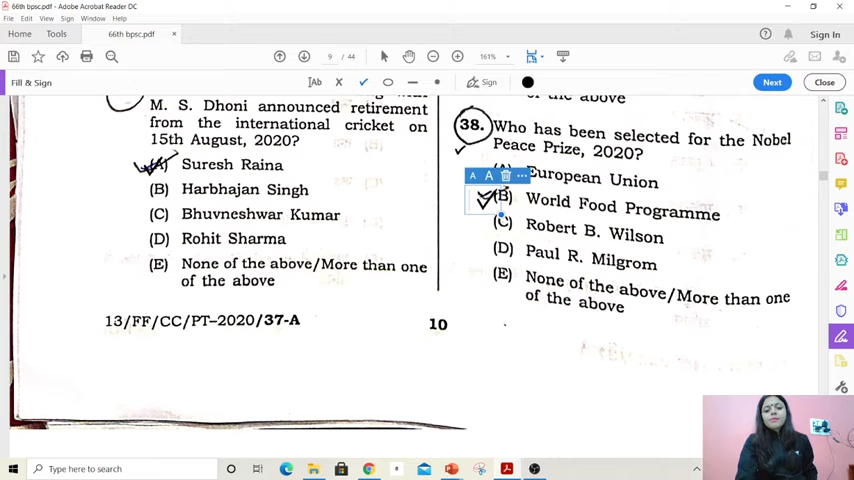 66th bpsc.pdf - Adobe Acrobat Reader DC
File Edit View Sign Window Help
Home Tools 66th bpsc.pdf × Sign In
9 / 44 161%
Fill & Sign Ab Sign Next Close
M. S. Dhoni announced retirement
from the international cricket on
15th August, 2020?
(A) Suresh Raina
(B) Harbhajan Singh
(C) Bhuvneshwar Kumar
(D) Rohit Sharma
(E) None of the above/More than one
of the above
13/FF/CC/PT–2020/37-A
10
of the above
38. Who has been selected for the Nobel
Peace Prize, 2020?
A A
European Union
(B) World Food Programme
(C) Robert B. Wilson
(D) Paul R. Milgrom
(E) None of the above/More than one
of the above
Type here to search